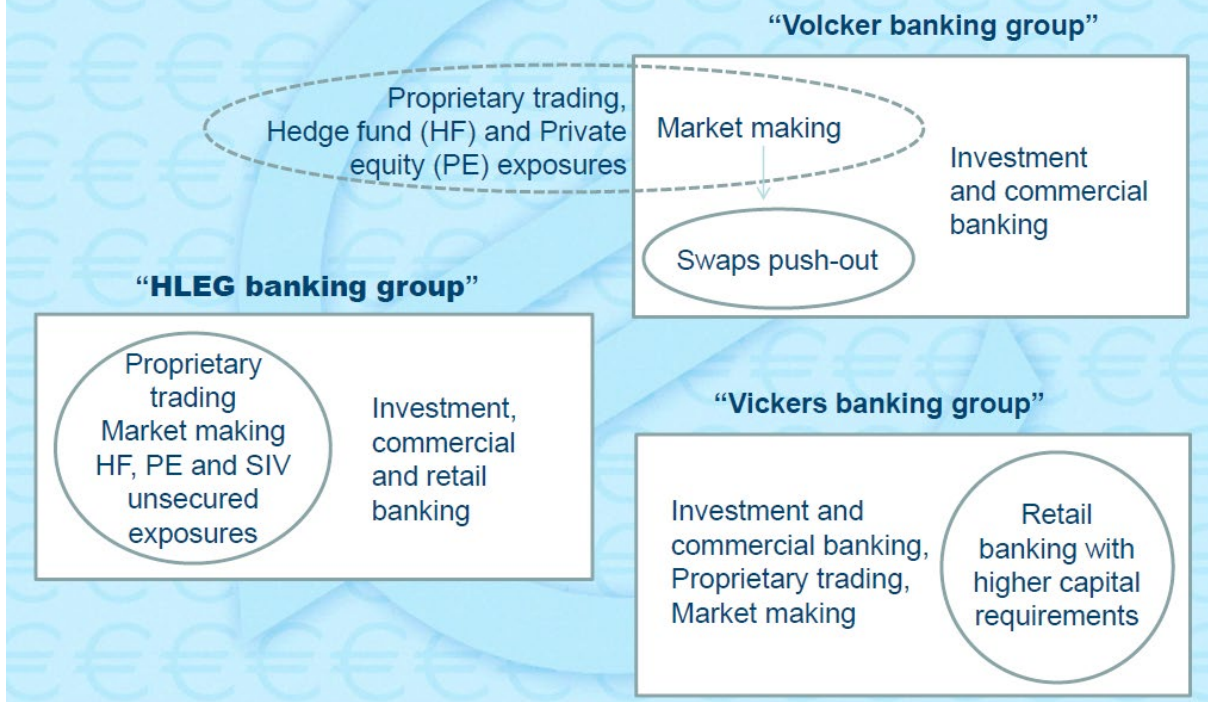 “Volcker banking group”
Proprietary trading,
Hedge fund (HF) and Private
equity (PE) exposures
Market making
Investment
and commercial
banking
Swaps push-out
“HLEG banking group”
Proprietary
trading
Market making
HF, PE and SIV
unsecured
exposures
Investment,
commercial
and retail
banking
“Vickers banking group”
Investment and
commercial banking,
Proprietary trading,
Market making
Retail
banking with
higher capital
requirements